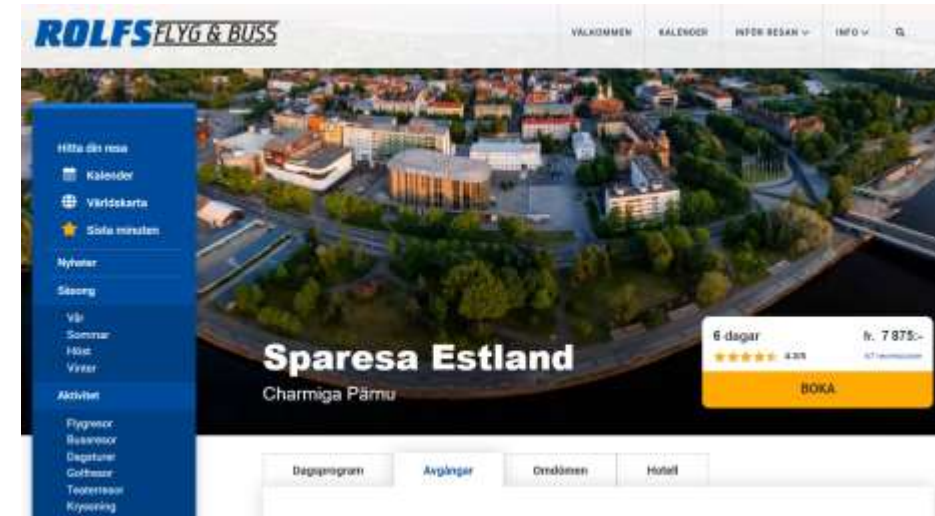 ROLFS FLYG & BUSS
VÄLKOMMEN KALENDER INFÖR RESAN INFO
Hitta din resa
Kalender
Världskarta
Sista minuten
Nyheter
Säsong
Vår
Sommar
Höst
Vinter
Aktivitet
Flygresor
Bussresor
Dagsturer
Golfresor
Teaterresor
Kryssning
Sparesa Estland
Charmiga Pärnu
6 dagar fr. 7 875:-
BOKA
Dagsprogram Avgångar Omdömen Hotell